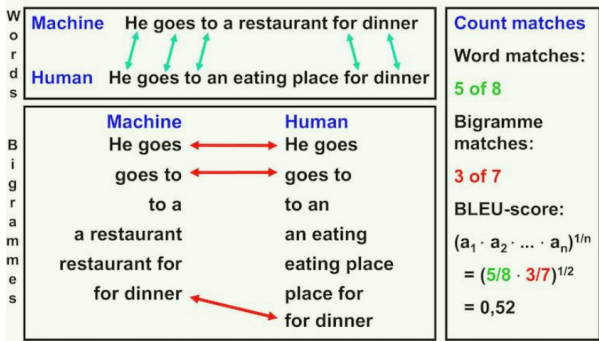 Words
Machine He goes to a restaurant for dinner
Human He goes to an eating place for dinner
Bigrammes
Machine Human
He goes He goes
goes to goes to
to a to an
a restaurant an eating
restaurant for eating place
for dinner place for
for dinner
Count matches
Word matches:
5 of 8
Bigramme
matches:
3 of 7
BLEU-score:
(a₁ · a₂ · ... · aₙ)¹/ⁿ
= (5/8 · 3/7)¹/²
= 0,52